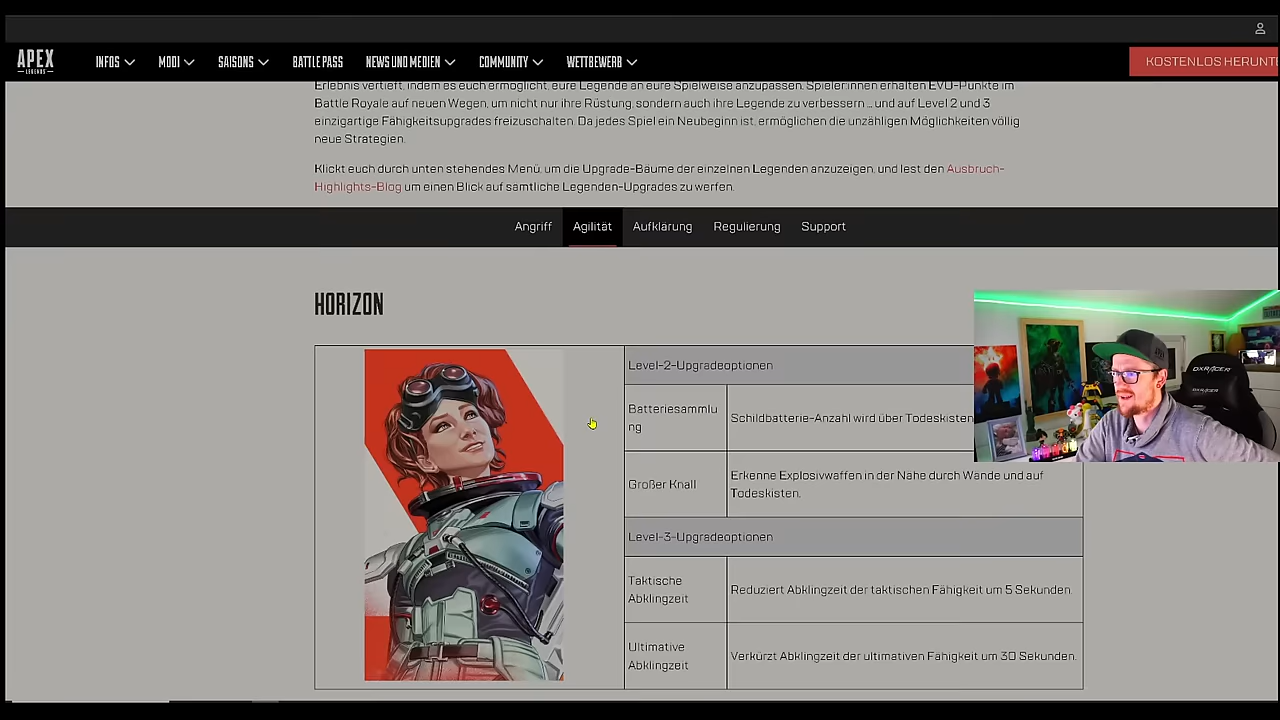 APEX
LEGENDS
INFOS
MODI
SAISONS
BATTLE PASS
NEWS UND MEDIEN
COMMUNITY
WETTBEWERB
KOSTENLOS HERUNT
Erlebnis vertieft, indem es euch ermöglicht, eure Legende an eure Spielweise anzupassen. Spieler:innen erhalten EVO-Punkte im
Battle Royale auf neuen Wegen, um nicht nur ihre Rüstung, sondern auch ihre Legende zu verbessern ... und auf Level 2 und 3
einzigartige Fähigkeitsupgrades freizuschalten. Da jedes Spiel ein Neubeginn ist, ermöglichen die unzähligen Möglichkeiten völlig
neue Strategien.
Klickt euch durch unten stehendes Menü, um die Upgrade-Bäume der einzelnen Legenden anzuzeigen, und lest den Ausbruch-
Highlights-Blog um einen Blick auf sämtliche Legenden-Upgrades zu werfen.
Angriff
Agilität
Aufklärung
Regulierung
Support
HORIZON
Level-2-Upgradeoptionen
Batteriesammlu
ng
Schildbatterie-Anzahl wird über Todeskisten
Großer Knall
Erkenne Explosivwaffen in der Nähe durch Wände und auf
Todeskisten.
Level-3-Upgradeoptionen
Taktische
Abklingzeit
Reduziert Abklingzeit der taktischen Fähigkeit um 5 Sekunden.
Ultimative
Abklingzeit
Verkürzt Abklingzeit der ultimativen Fähigkeit um 30 Sekunden.
DXRACER
DXRACER